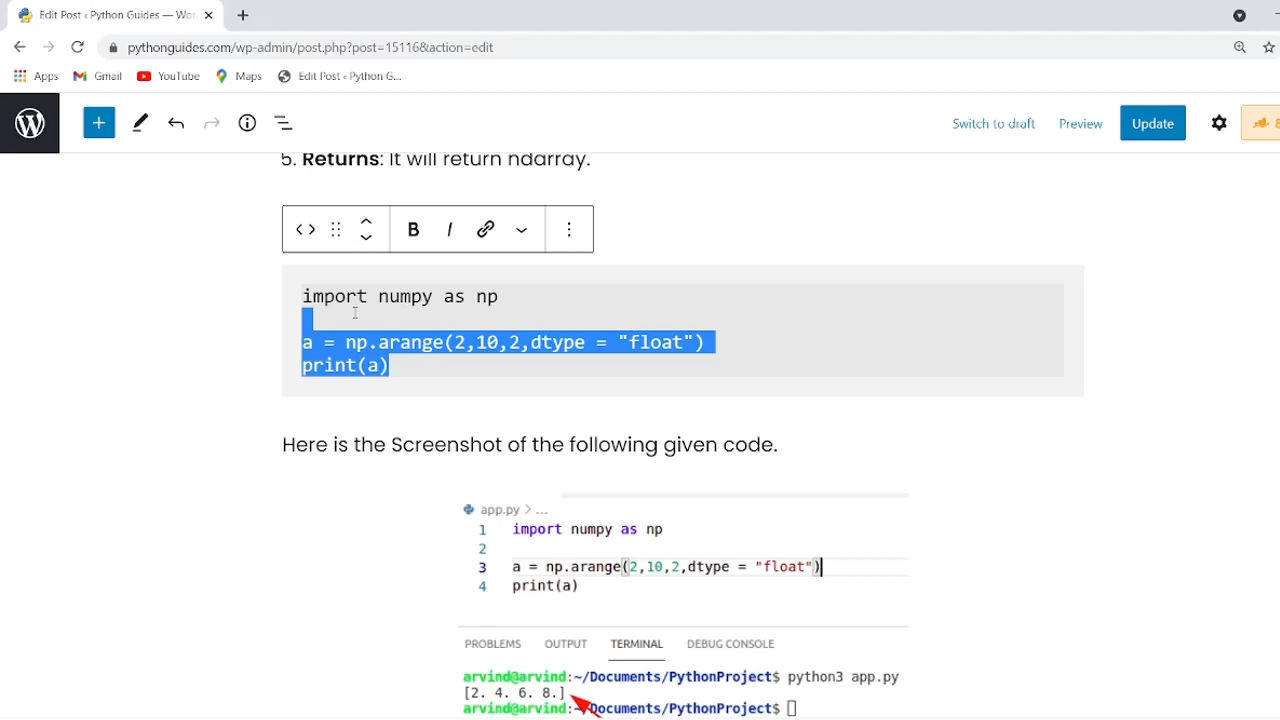 Edit Post ‹ Python Guides — Wor
pythonguides.com/wp-admin/post.php?post=15116&action=edit
Apps Gmail YouTube Maps Edit Post ‹ Python G...
Switch to draft Preview Update 8
5. Returns: It will return ndarray.
B I
import numpy as np
a = np.arange(2,10,2,dtype = "float")
print(a)
Here is the Screenshot of the following given code.
app.py > ...
1 import numpy as np
2
3 a = np.arange(2,10,2,dtype = "float")
4 print(a)
PROBLEMS OUTPUT TERMINAL DEBUG CONSOLE
arvind@arvind:~/Documents/PythonProject$ python3 app.py
[2. 4. 6. 8.]
arvind@arvind:~/Documents/PythonProject$